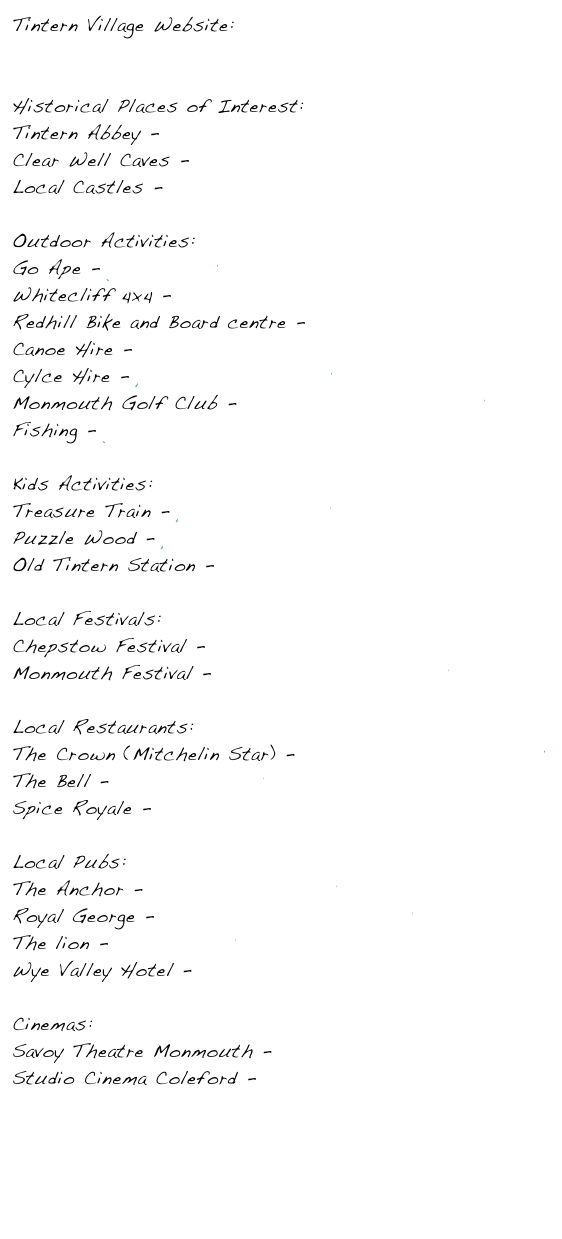 Tintern Village Website:
Historical Places of Interest:
Tintern Abbey -
Clear Well Caves -
Local Castles -
Outdoor Activities:
Go Ape -
Whitecliff 4x4 -
Redhill Bike and Board centre -
Canoe Hire -
Cylce Hire -
Monmouth Golf Club -
Fishing -
Kids Activities:
Treasure Train -
Puzzle Wood -
Old Tintern Station -
Local Festivals:
Chepstow Festival -
Monmouth Festival -
Local Restaurants:
The Crown (Mitchelin Star) -
The Bell -
Spice Royale -
Local Pubs:
The Anchor -
Royal George -
The lion -
Wye Valley Hotel -
Cinemas:
Savoy Theatre Monmouth -
Studio Cinema Coleford -